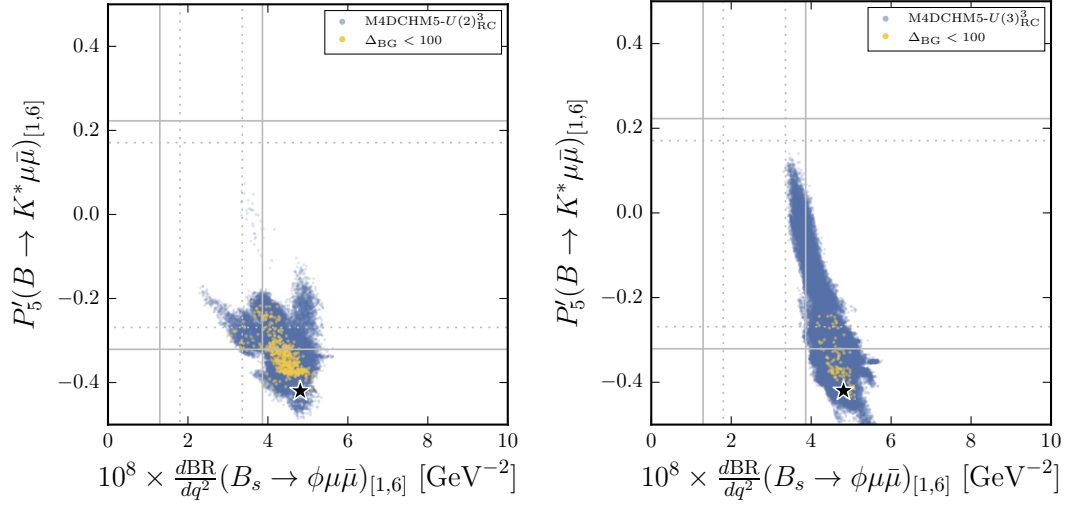 M4DCHM5-U(2)³_RC
Δ_BG < 100
P′₅(B → K*μμ̄)_[1,6]
0.4
0.2
0.0
−0.2
−0.4
0 2 4 6 8 10
10⁸ × dBR/dq² (B_s → ϕμμ̄)_[1,6] [GeV⁻²]
M4DCHM5-U(3)³_RC
Δ_BG < 100
P′₅(B → K*μμ̄)_[1,6]
0.4
0.2
0.0
−0.2
−0.4
0 2 4 6 8 10
10⁸ × dBR/dq² (B_s → ϕμμ̄)_[1,6] [GeV⁻²]